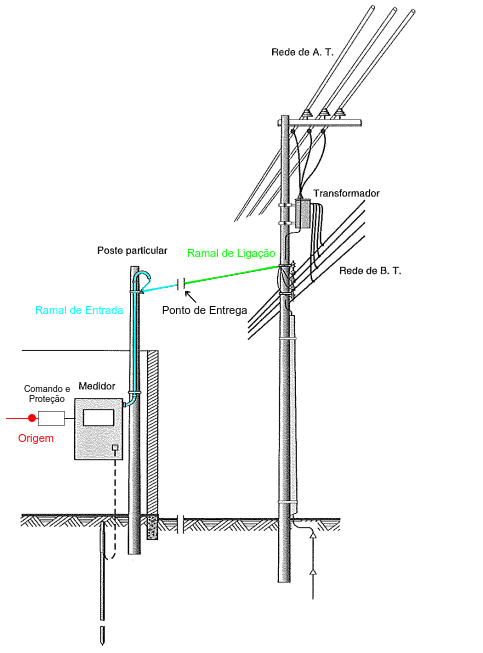 Rede de A. T.
Transformador
Poste particular
Ramal de Ligação
Rede de B. T.
Ramal de Entrada
Ponto de Entrega
Comando e
Proteção
Medidor
Origem